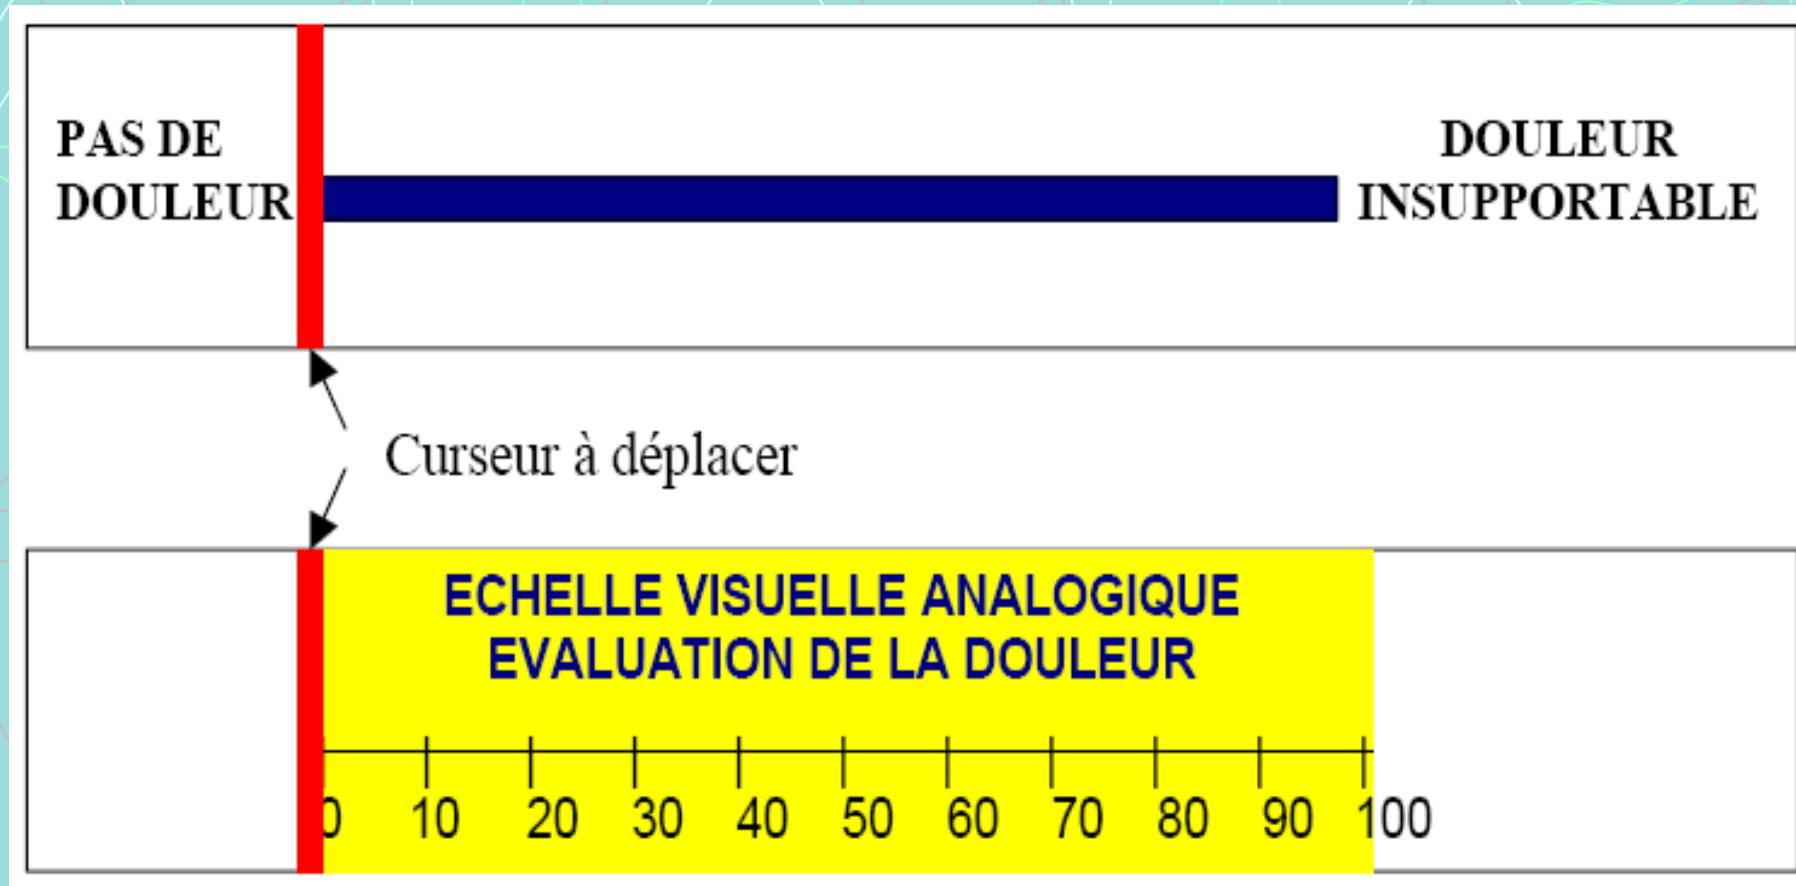 PAS DE
DOULEUR
DOULEUR
INSUPPORTABLE
Curseur à déplacer
ECHELLE VISUELLE ANALOGIQUE
EVALUATION DE LA DOULEUR
0 10 20 30 40 50 60 70 80 90 100